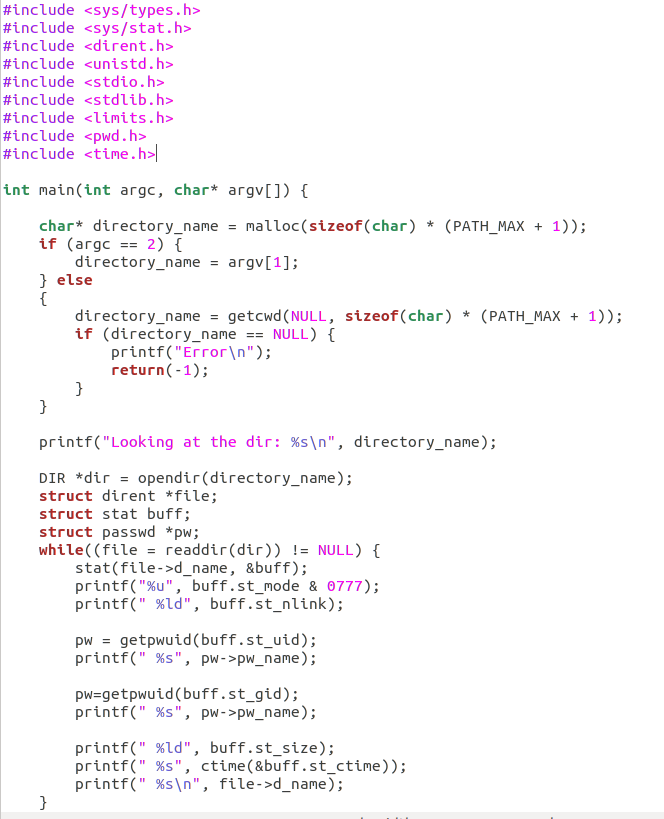 #include <sys/types.h>
#include <sys/stat.h>
#include <dirent.h>
#include <unistd.h>
#include <stdio.h>
#include <stdlib.h>
#include <limits.h>
#include <pwd.h>
#include <time.h>
int main(int argc, char* argv[]) {
    char* directory_name = malloc(sizeof(char) * (PATH_MAX + 1));
    if (argc == 2) {
        directory_name = argv[1];
    } else
    {
        directory_name = getcwd(NULL, sizeof(char) * (PATH_MAX + 1));
        if (directory_name == NULL) {
            printf("Error\n");
            return(-1);
        }
    }
    printf("Looking at the dir: %s\n", directory_name);
    DIR *dir = opendir(directory_name);
    struct dirent *file;
    struct stat buff;
    struct passwd *pw;
    while((file = readdir(dir)) != NULL) {
        stat(file->d_name, &buff);
        printf("%u", buff.st_mode & 0777);
        printf(" %ld", buff.st_nlink);
        pw = getpwuid(buff.st_uid);
        printf(" %s", pw->pw_name);
        pw=getpwuid(buff.st_gid);
        printf(" %s", pw->pw_name);
        printf(" %ld", buff.st_size);
        printf(" %s", ctime(&buff.st_ctime));
        printf(" %s\n", file->d_name);
    }